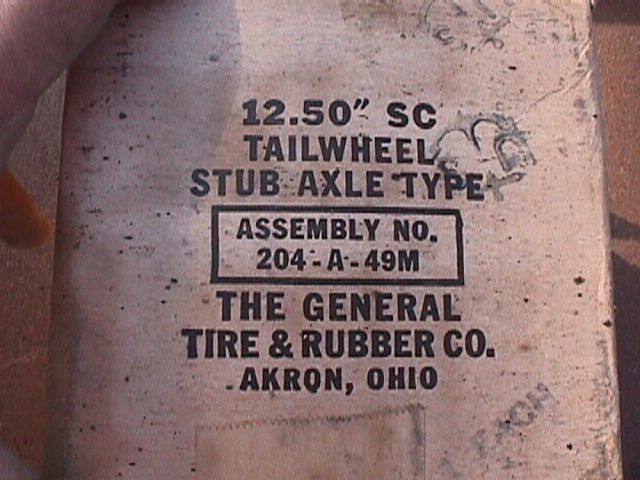 12.50" SC
TAILWHEEL
STUB AXLE TYPE
ASSEMBLY NO.
204-A-49M
THE GENERAL
TIRE & RUBBER CO.
AKRON, OHIO